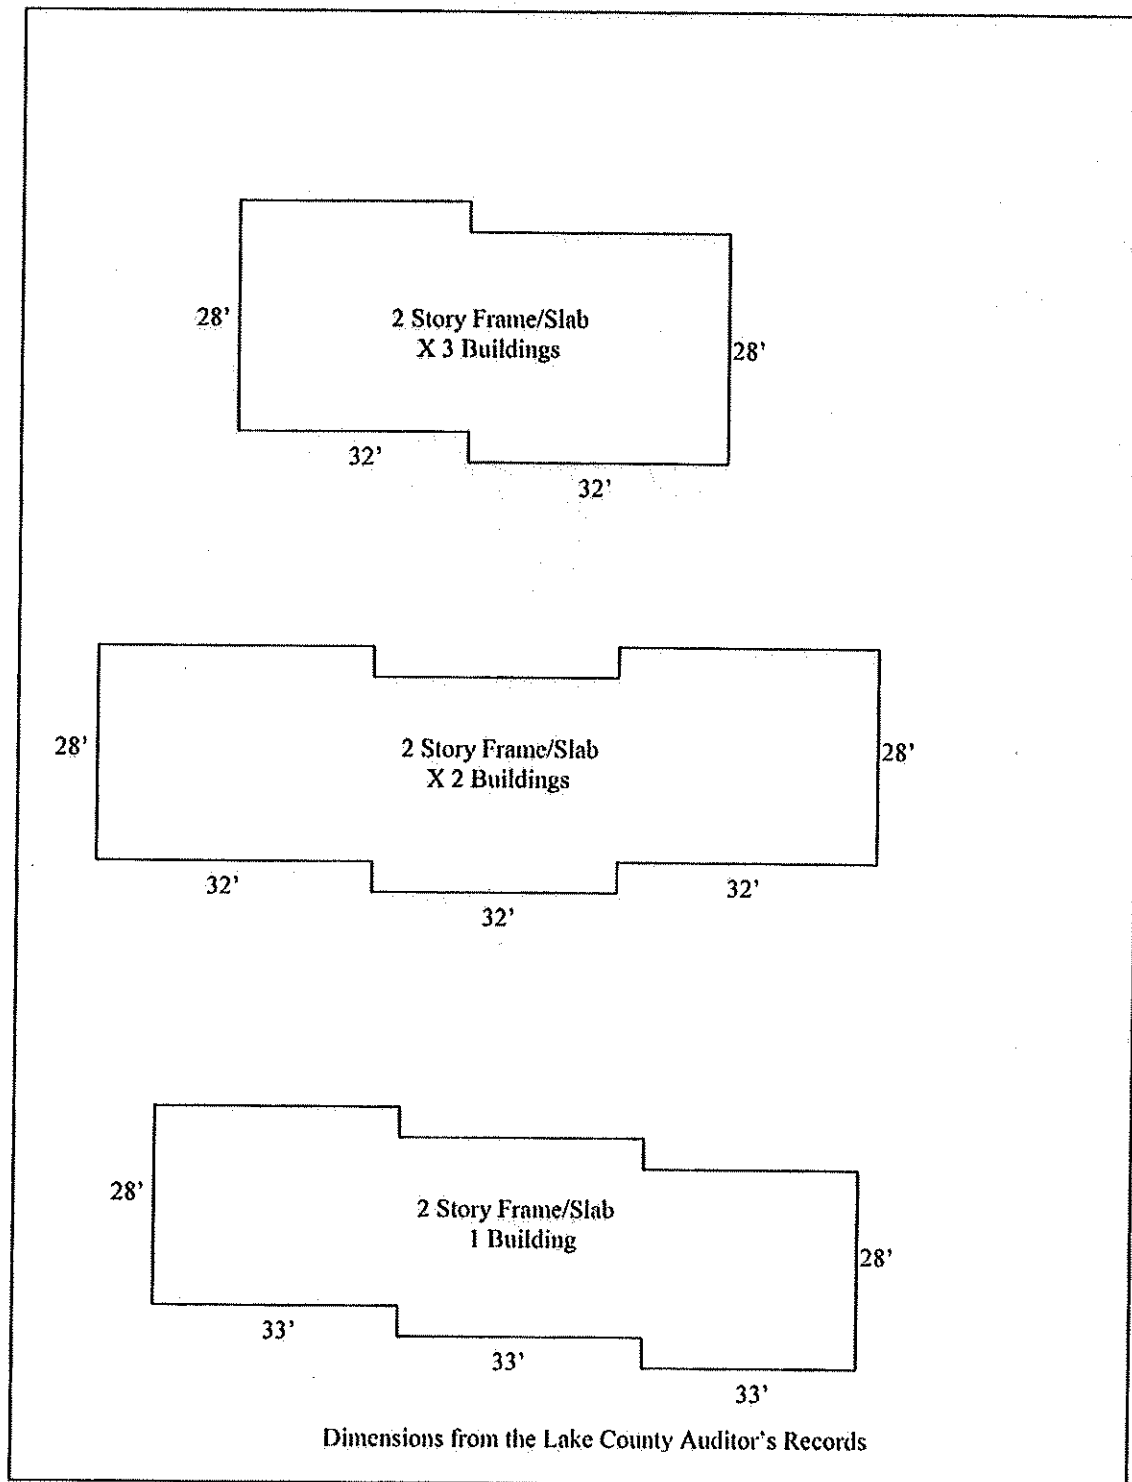 28'
2 Story Frame/Slab
X 3 Buildings
28'
32'
32'
28'
2 Story Frame/Slab
X 2 Buildings
28'
32'
32'
32'
28'
2 Story Frame/Slab
1 Building
28'
33'
33'
33'
Dimensions from the Lake County Auditor's Records